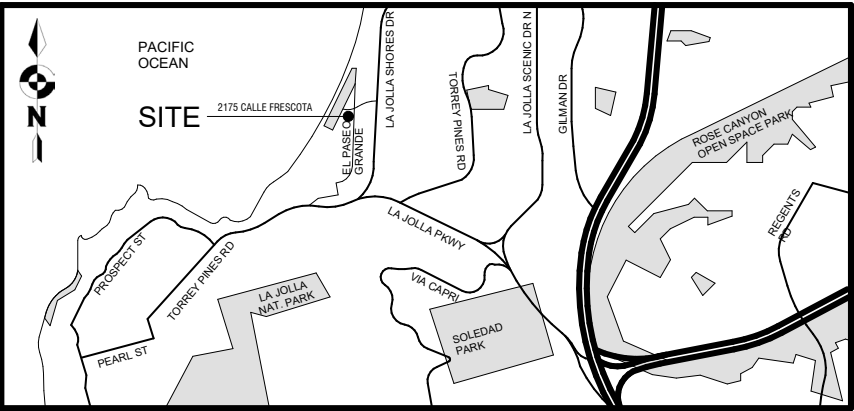 PACIFIC
OCEAN
N
SITE
2175 CALLE FRESCOTA
EL PASEO
GRANDE
LA JOLLA SHORES DR
TORREY PINES RD
LA JOLLA SCENIC DR N
GILMAN DR
ROSE CANYON
OPEN SPACE PARK
REGENTS
RD
LA JOLLA PKWY
PROSPECT ST
TORREY PINES RD
PEARL ST
LA JOLLA
NAT. PARK
VIA CAPRI
SOLEDAD
PARK